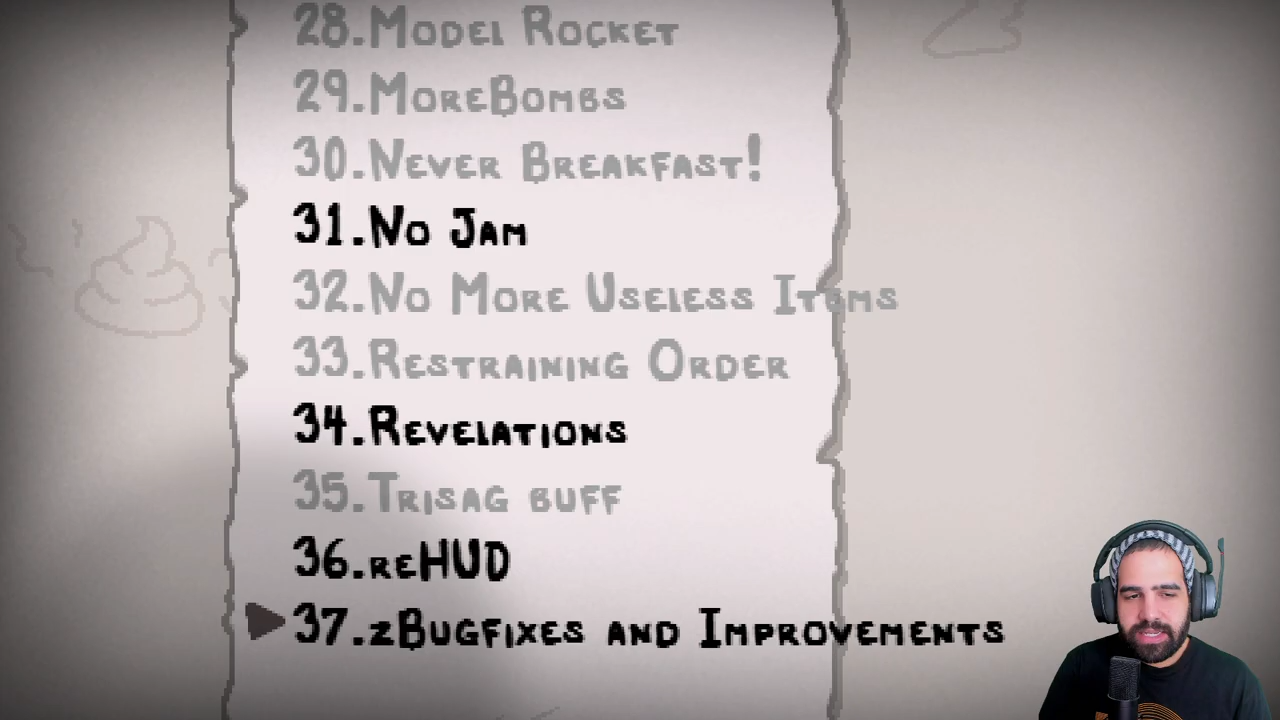 28.Model Rocket
29.MoreBombs
30.Never Breakfast!
31.No Jam
32.No More Useless Items
33.Restraining Order
34.Revelations
35.Trisag buff
36.reHUD
37.zBugfixes and Improvements